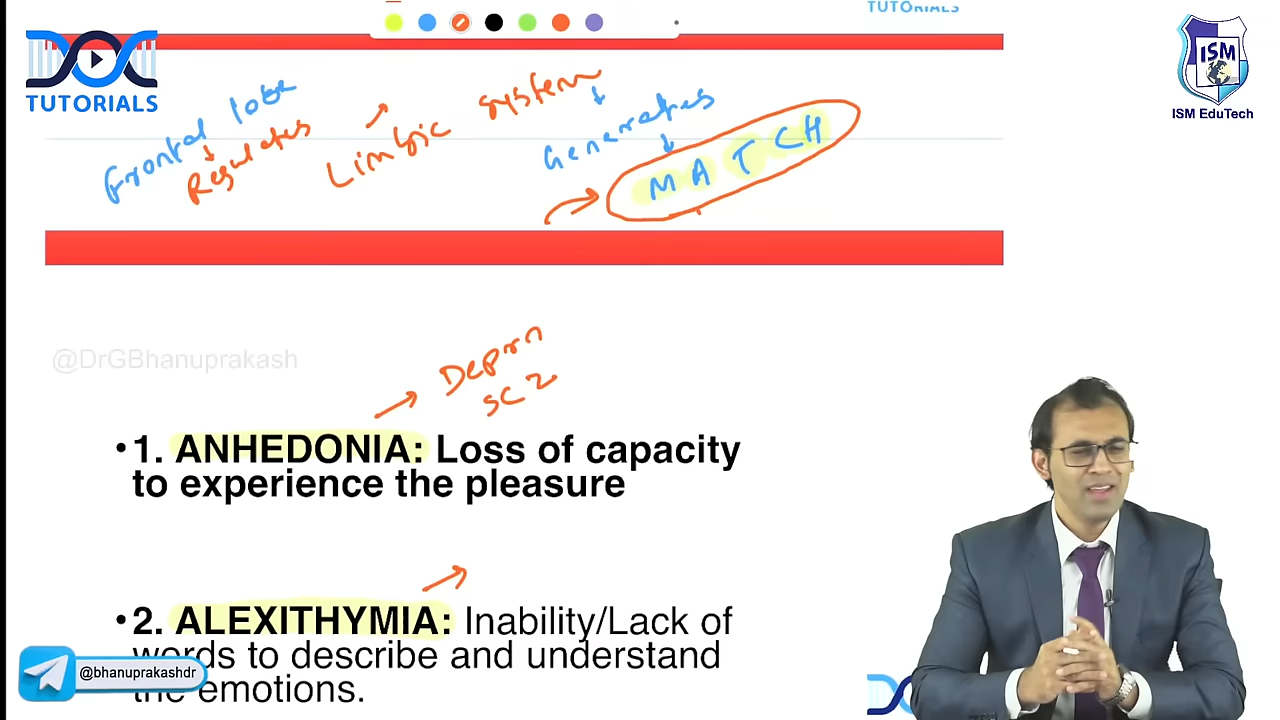 TUTORIALS
TUTORIALS
ISM
ISM EduTech
Frontal lobe
Regulates
Limbic system
Generates
MATCH
@DrGBhanuprakash
Deprn
SCZ
•1. ANHEDONIA: Loss of capacity
to experience the pleasure
•2. ALEXITHYMIA: Inability/Lack of
words to describe and understand
the emotions.
@bhanuprakashdr